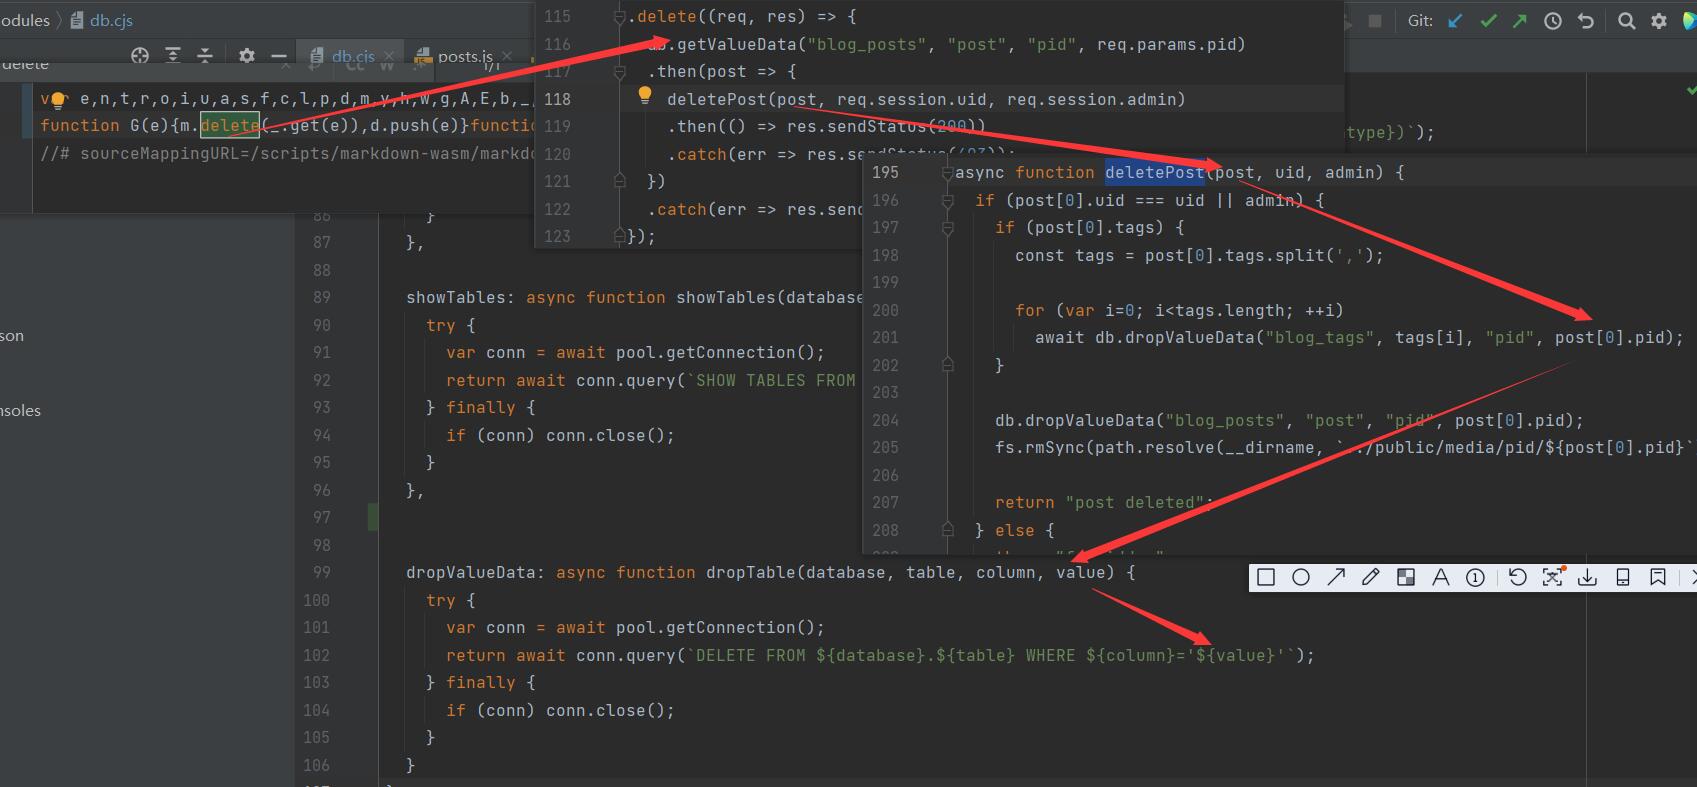 odules
db.cjs
Git:
db.cjs
posts.js
delete
1/1
var e,n,t,r,o,i,u,a,s,f,c,l,p,d,m,y,h,w,g,A,E,b,_,
function G(e){m.delete(_.get(e)),d.push(e)}functio
//# sourceMappingURL=/scripts/markdown-wasm/markdo
115 .delete((req, res) => {
116 db.getValueData("blog_posts", "post", "pid", req.params.pid)
117 .then(post => {
118 deletePost(post, req.session.uid, req.session.admin)
119 .then(() => res.sendStatus(200))
120 .catch(err => res.sendStatus(403));
121 })
122 .catch(err => res.send
123 });
type})`);
195 async function deletePost(post, uid, admin) {
196 if (post[0].uid === uid || admin) {
197 if (post[0].tags) {
198 const tags = post[0].tags.split(',');
199
200 for (var i=0; i<tags.length; ++i)
201 await db.dropValueData("blog_tags", tags[i], "pid", post[0].pid);
202 }
203
204 db.dropValueData("blog_posts", "post", "pid", post[0].pid);
205 fs.rmSync(path.resolve(__dirname, `../public/media/pid/${post[0].pid}`
206
207 return "post deleted";
208 } else {
son
nsoles
86 }
87 },
88
89 showTables: async function showTables(database
90 try {
91 var conn = await pool.getConnection();
92 return await conn.query(`SHOW TABLES FROM
93 } finally {
94 if (conn) conn.close();
95 }
96 },
97
98
99 dropValueData: async function dropTable(database, table, column, value) {
100 try {
101 var conn = await pool.getConnection();
102 return await conn.query(`DELETE FROM ${database}.${table} WHERE ${column}='${value}'`);
103 } finally {
104 if (conn) conn.close();
105 }
106 }